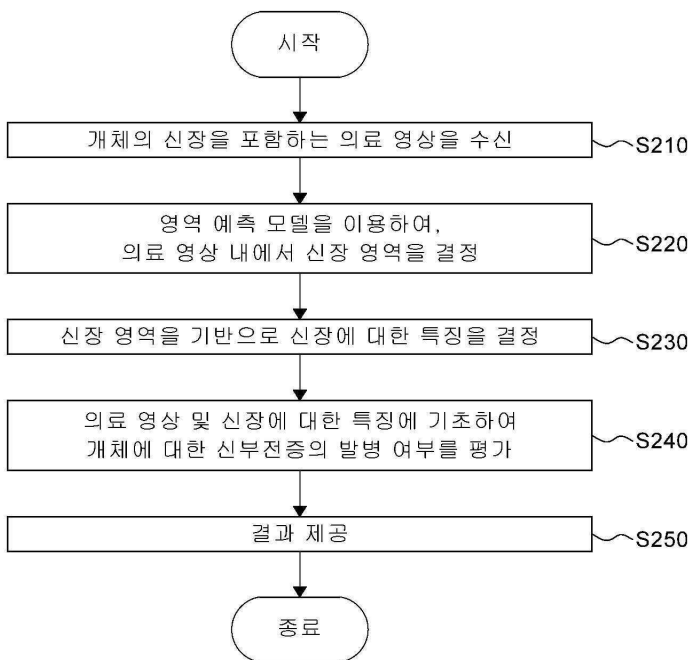 시작
개체의 신장을 포함하는 의료 영상을 수신
S210
영역 예측 모델을 이용하여,
의료 영상 내에서 신장 영역을 결정
S220
신장 영역을 기반으로 신장에 대한 특징을 결정
S230
의료 영상 및 신장에 대한 특징에 기초하여
개체에 대한 신부전증의 발병 여부를 평가
S240
결과 제공
S250
종료